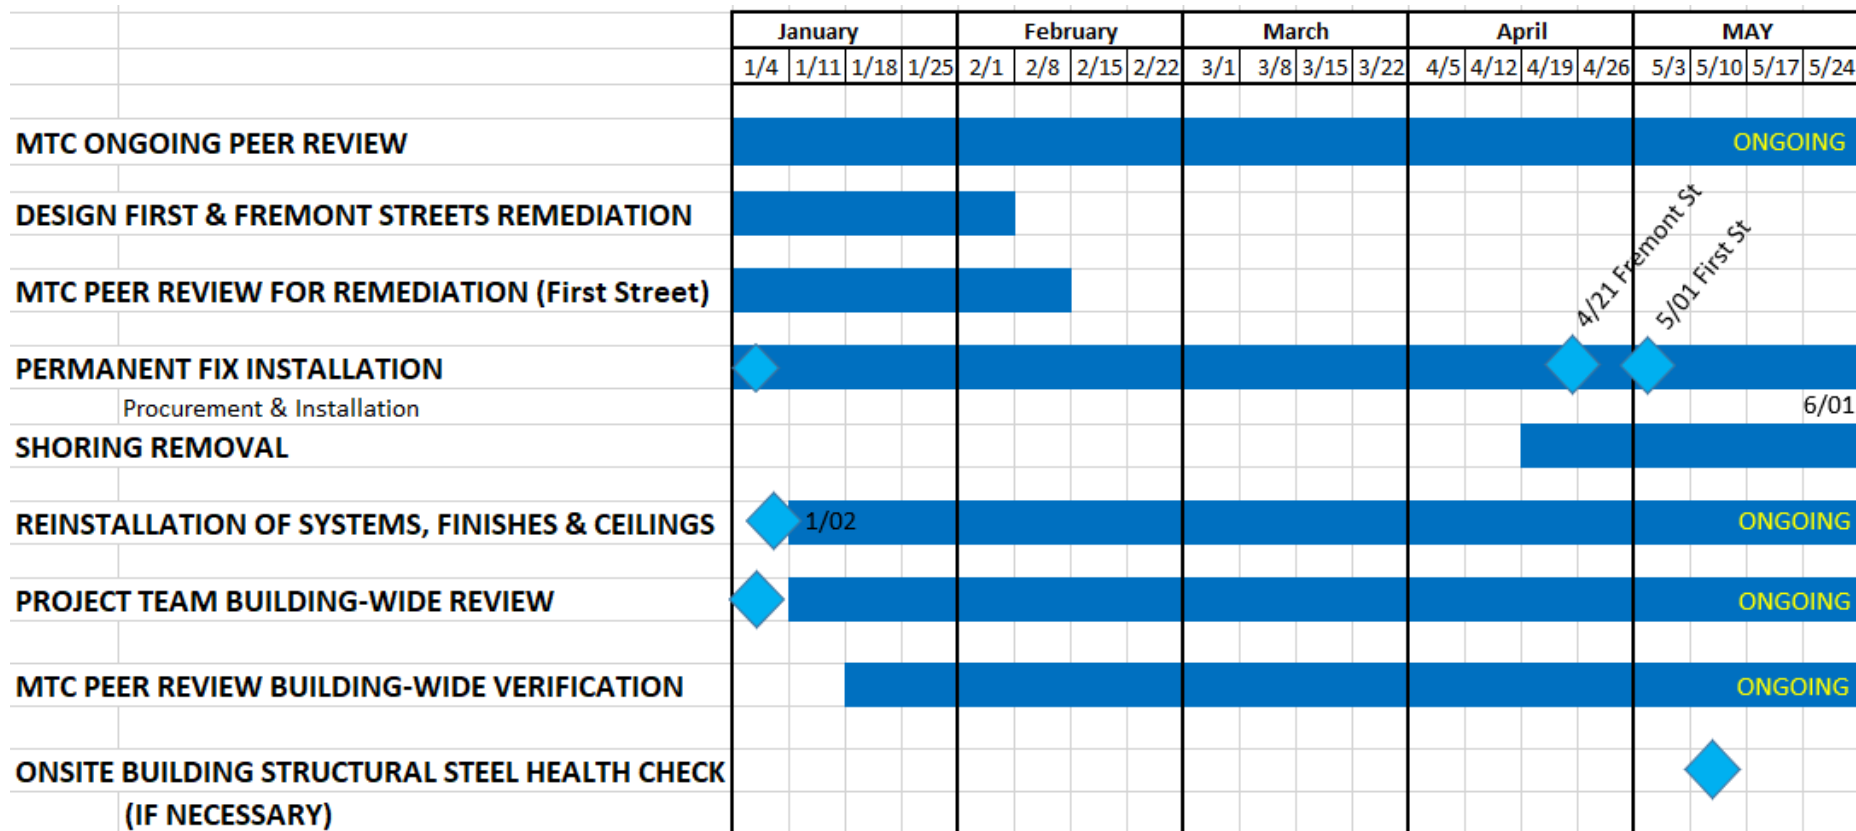 January February March April MAY
1/4 1/11 1/18 1/25 2/1 2/8 2/15 2/22 3/1 3/8 3/15 3/22 4/5 4/12 4/19 4/26 5/3 5/10 5/17 5/24
MTC ONGOING PEER REVIEW ONGOING
DESIGN FIRST & FREMONT STREETS REMEDIATION
MTC PEER REVIEW FOR REMEDIATION (First Street)
4/21 Fremont St
5/01 First St
PERMANENT FIX INSTALLATION
Procurement & Installation 6/01
SHORING REMOVAL
REINSTALLATION OF SYSTEMS, FINISHES & CEILINGS 1/02 ONGOING
PROJECT TEAM BUILDING-WIDE REVIEW ONGOING
MTC PEER REVIEW BUILDING-WIDE VERIFICATION ONGOING
ONSITE BUILDING STRUCTURAL STEEL HEALTH CHECK
(IF NECESSARY)